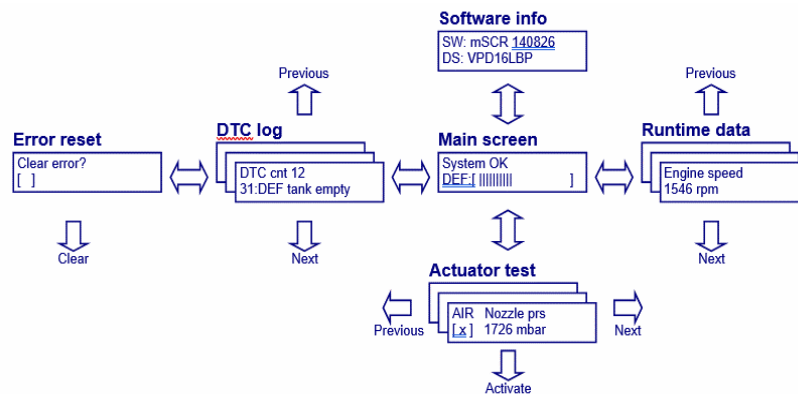 Software info
SW: mSCR 140826
DS: VPD16LBP
Previous
Previous
Error reset
DTC log
Main screen
Runtime data
Clear error?
[ ]
DTC cnt 12
31:DEF tank empty
System OK
DEF:[ |||||||||| ]
Engine speed
1546 rpm
Clear
Next
Next
Actuator test
AIR Nozzle prs
[x] 1726 mbar
Previous
Next
Activate